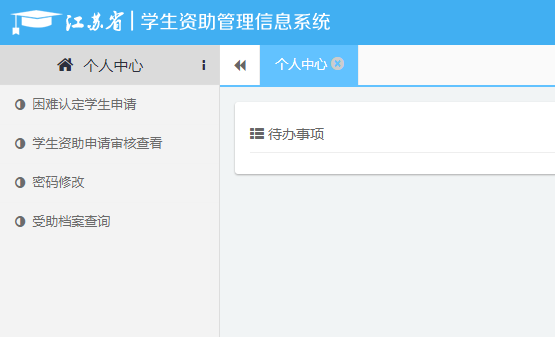 江苏省 | 学生资助管理信息系统
个人中心
个人中心
困难认定学生申请
学生资助申请审核查看
密码修改
受助档案查询
待办事项